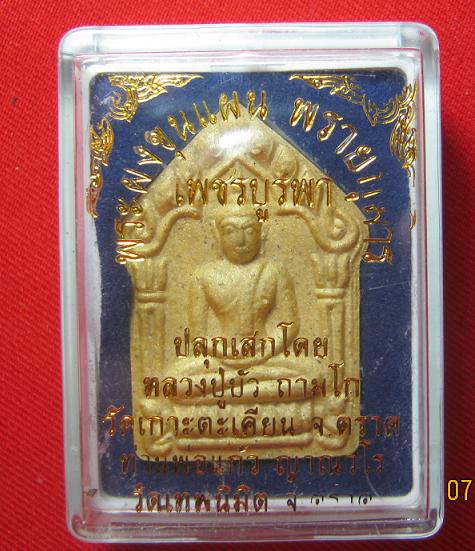 พระผงขุนแผน พรายกุมาร
เพชรบูรพา
ปลุกเสกโดย
หลวงปู่บัว ถามโก
วัดเกาะตะเคียน จ.ตราด
ท่านพ่อแก้ว ญาณวโร
วัดเทพนิมิต จ
07